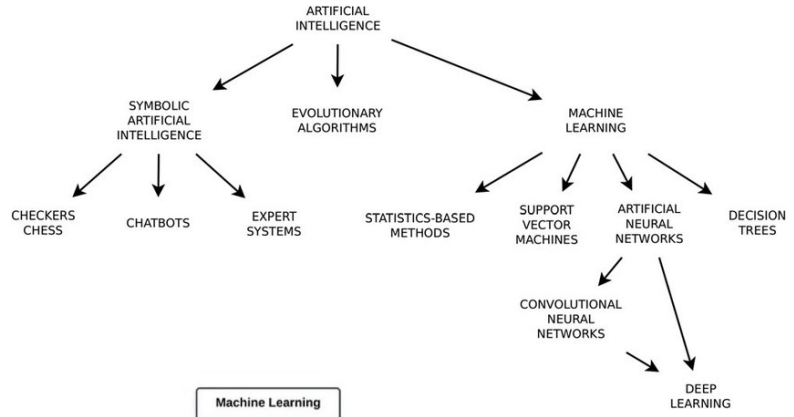 ARTIFICIAL
INTELLIGENCE
SYMBOLIC
ARTIFICIAL
INTELLIGENCE
EVOLUTIONARY
ALGORITHMS
MACHINE
LEARNING
CHECKERS
CHESS
CHATBOTS
EXPERT
SYSTEMS
STATISTICS-BASED
METHODS
SUPPORT
VECTOR
MACHINES
ARTIFICIAL
NEURAL
NETWORKS
DECISION
TREES
CONVOLUTIONAL
NEURAL
NETWORKS
DEEP
LEARNING
Machine Learning